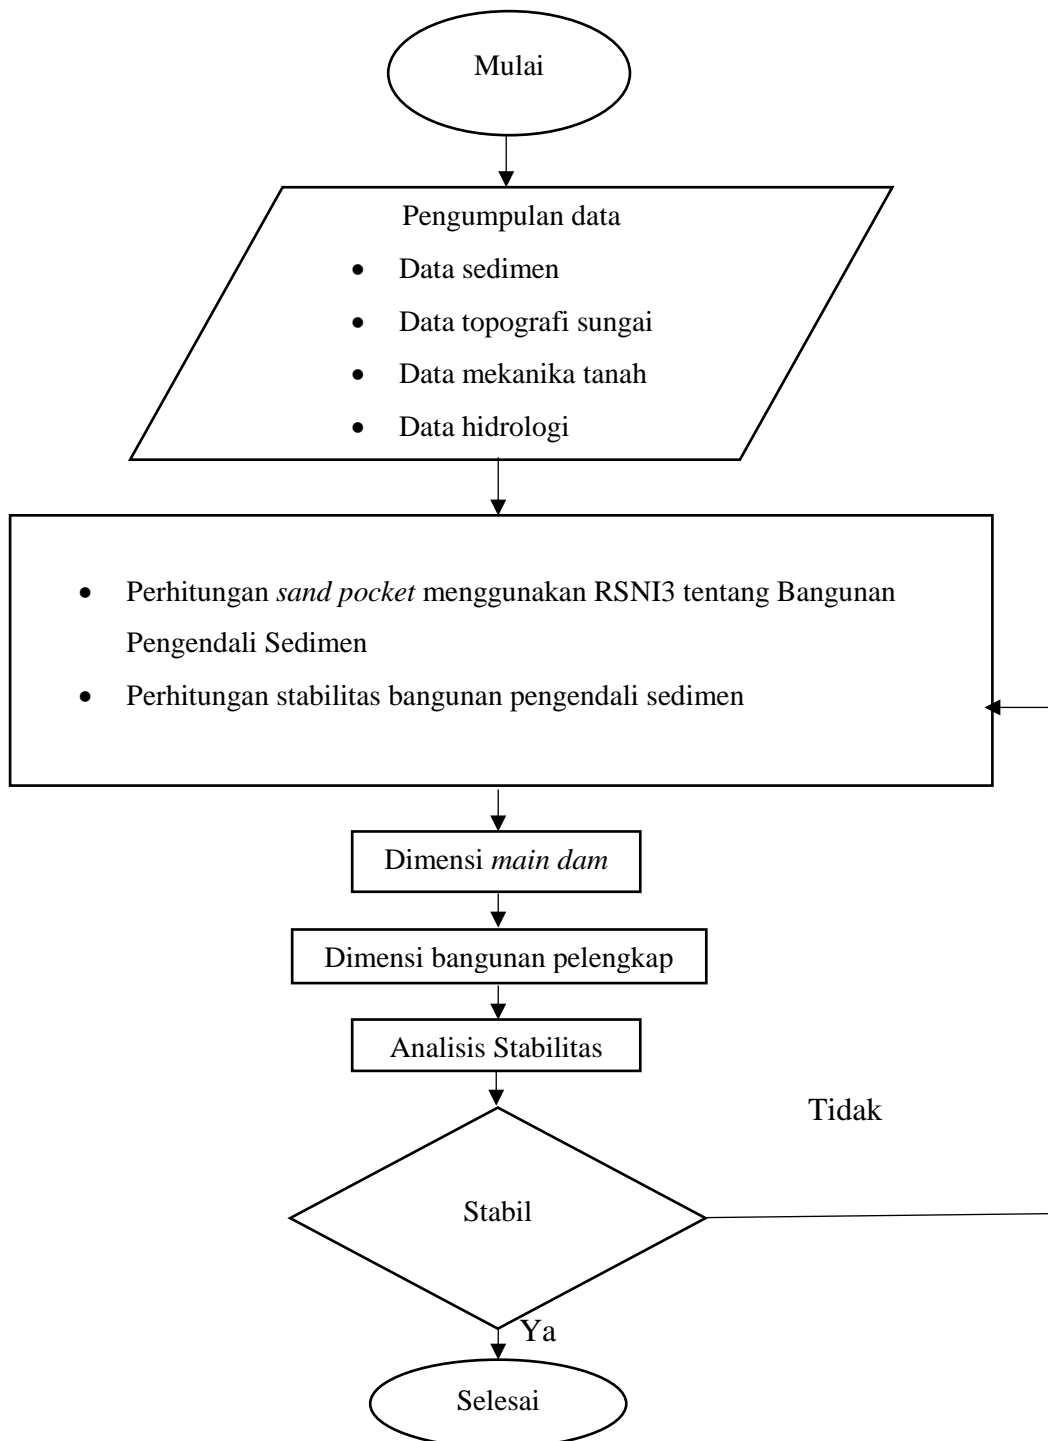 Mulai
Pengumpulan data
• Data sedimen
• Data topografi sungai
• Data mekanika tanah
• Data hidrologi
• Perhitungan sand pocket menggunakan RSNI3 tentang Bangunan
Pengendali Sedimen
• Perhitungan stabilitas bangunan pengendali sedimen
Dimensi main dam
Dimensi bangunan pelengkap
Analisis Stabilitas
Tidak
Stabil
Ya
Selesai